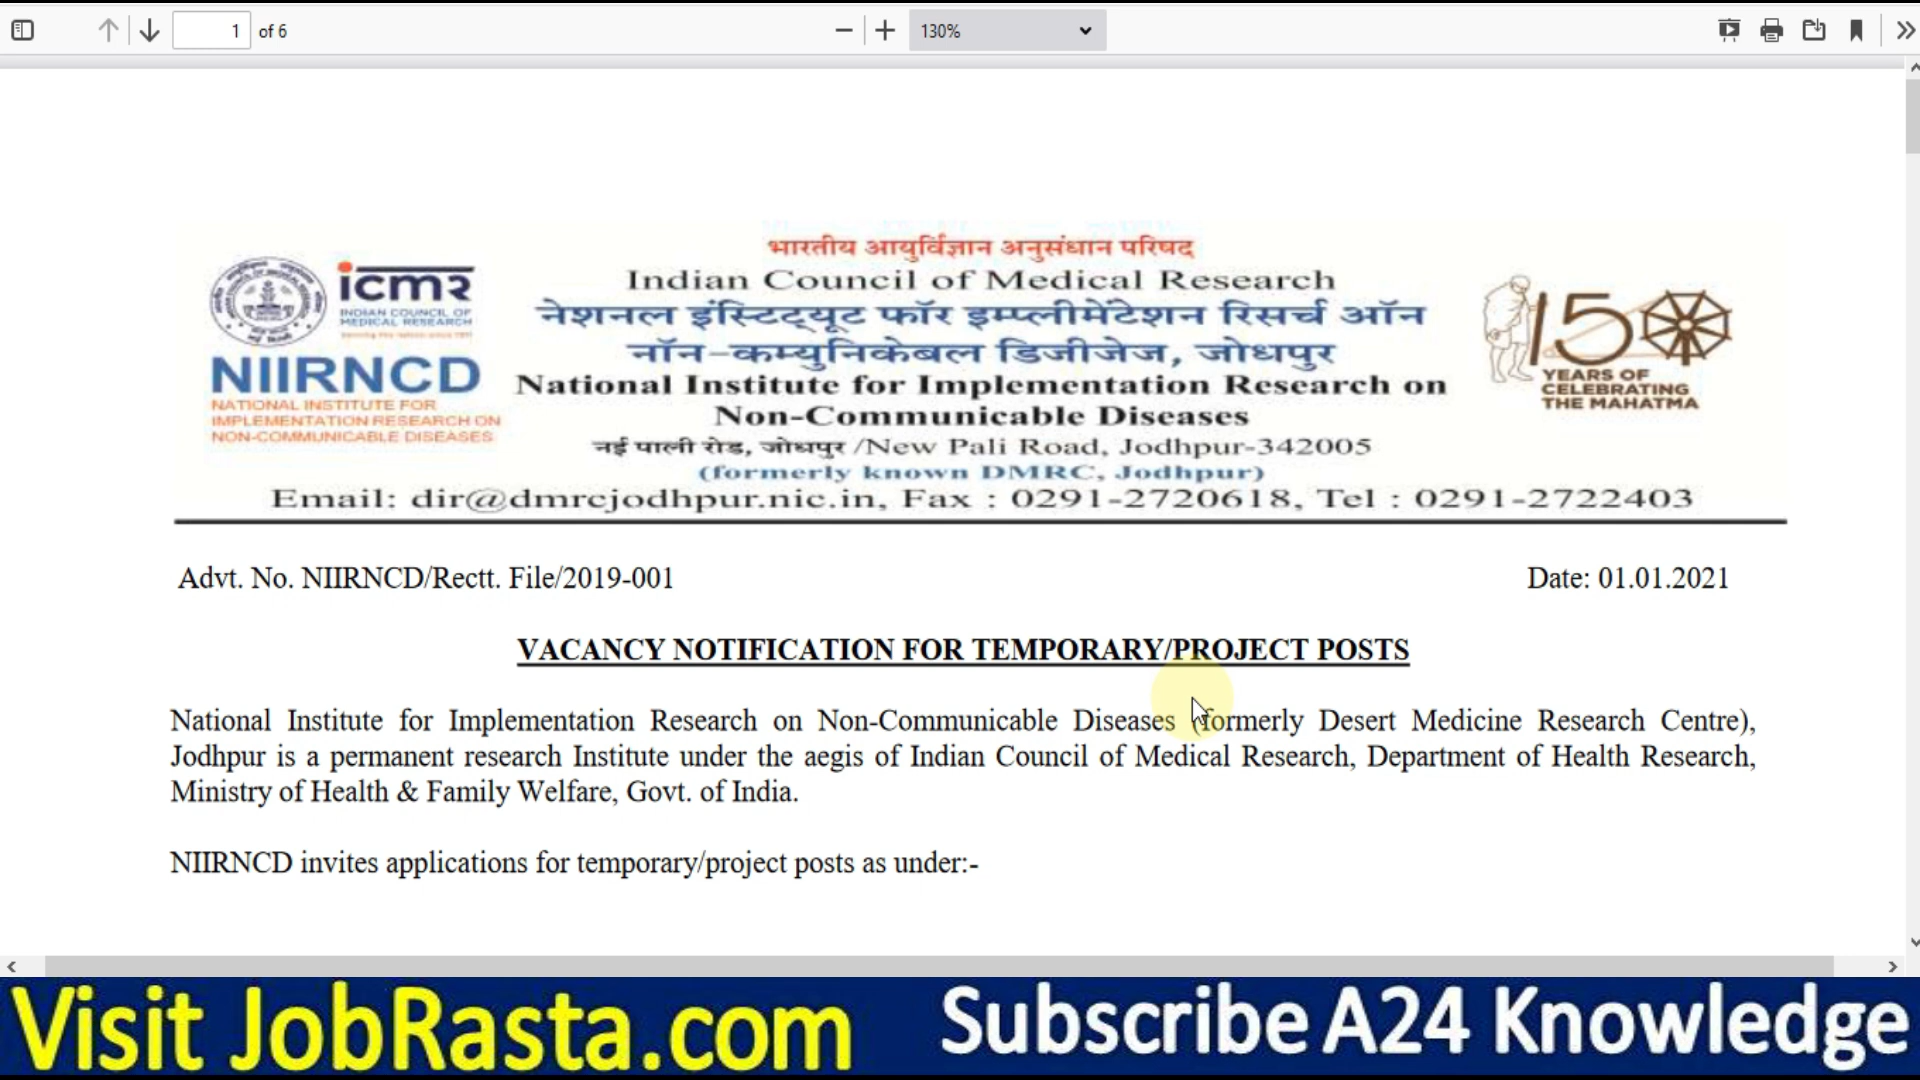 1 of 6
130%
भारतीय आयुर्विज्ञान अनुसंधान परिषद
Indian Council of Medical Research
नेशनल इंस्टिट्यूट फॉर इम्प्लीमेंटेशन रिसर्च ऑन
नॉन-कम्युनिकेबल डिजीजेज, जोधपुर
National Institute for Implementation Research on
Non-Communicable Diseases
नई पाली रोड, जोधपुर /New Pali Road, Jodhpur-342005
(formerly known DMRC, Jodhpur)
Email: dir@dmrcjodhpur.nic.in, Fax : 0291-2720618, Tel : 0291-2722403
icmr
INDIAN COUNCIL OF
MEDICAL RESEARCH
NIIRNCD
NATIONAL INSTITUTE FOR
IMPLEMENTATION RESEARCH ON
NON-COMMUNICABLE DISEASES
150
YEARS OF
CELEBRATING
THE MAHATMA
Advt. No. NIIRNCD/Rectt. File/2019-001 Date: 01.01.2021
VACANCY NOTIFICATION FOR TEMPORARY/PROJECT POSTS
National Institute for Implementation Research on Non-Communicable Diseases (formerly Desert Medicine Research Centre),
Jodhpur is a permanent research Institute under the aegis of Indian Council of Medical Research, Department of Health Research,
Ministry of Health & Family Welfare, Govt. of India.
NIIRNCD invites applications for temporary/project posts as under:-
Visit JobRasta.com Subscribe A24 Knowledge